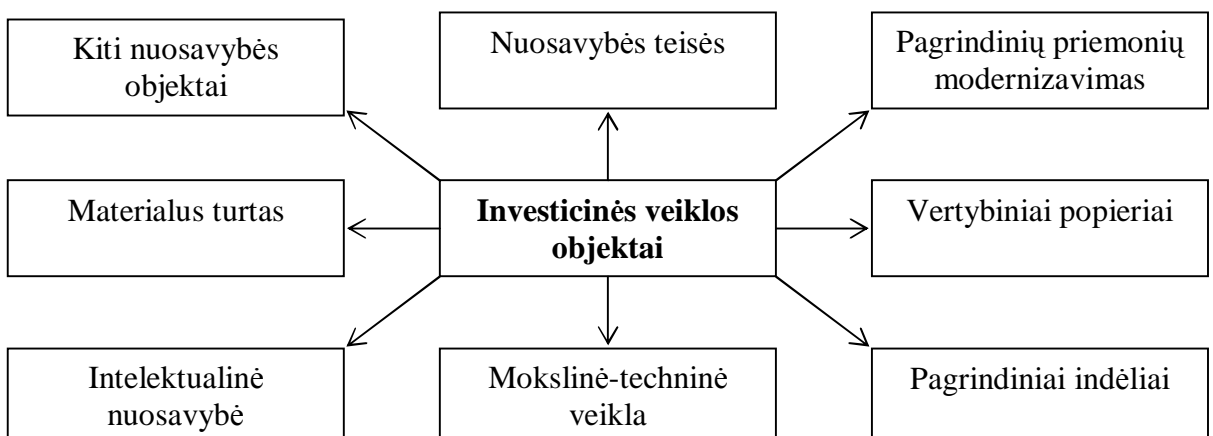 Kiti nuosavybės
objektai
Nuosavybės teisės
Pagrindinių priemonių
modernizavimas
Materialus turtas
Investicinės veiklos
objektai
Vertybiniai popieriai
Intelektualinė
nuosavybė
Mokslinė-techninė
veikla
Pagrindiniai indėliai